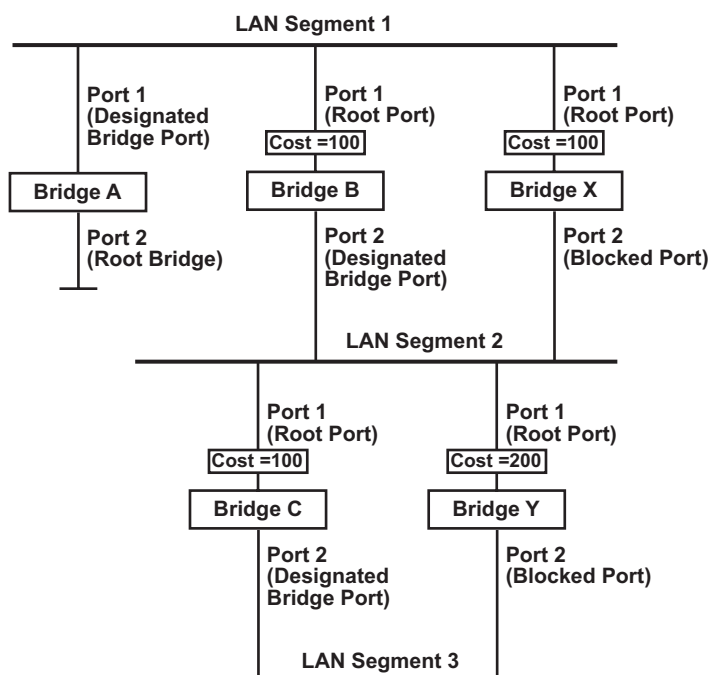 LAN Segment 1
Port 1
(Designated
Bridge Port)
Port 1
(Root Port)
Cost =100
Port 1
(Root Port)
Cost =100
Bridge A
Bridge B
Bridge X
Port 2
(Root Bridge)
Port 2
(Designated
Bridge Port)
Port 2
(Blocked Port)
LAN Segment 2
Port 1
(Root Port)
Cost =100
Port 1
(Root Port)
Cost =200
Bridge C
Bridge Y
Port 2
(Designated
Bridge Port)
Port 2
(Blocked Port)
LAN Segment 3